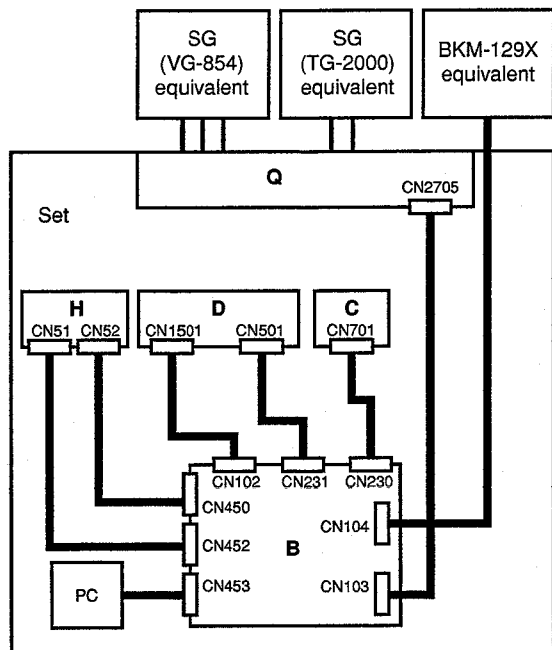 SG
(VG-854)
equivalent
SG
(TG-2000)
equivalent
BKM-129X
equivalent
Q
CN2705
Set
H
CN51
CN52
D
CN1501
CN501
C
CN701
CN102
CN231
CN230
CN450
CN104
B
CN452
CN453
CN103
PC